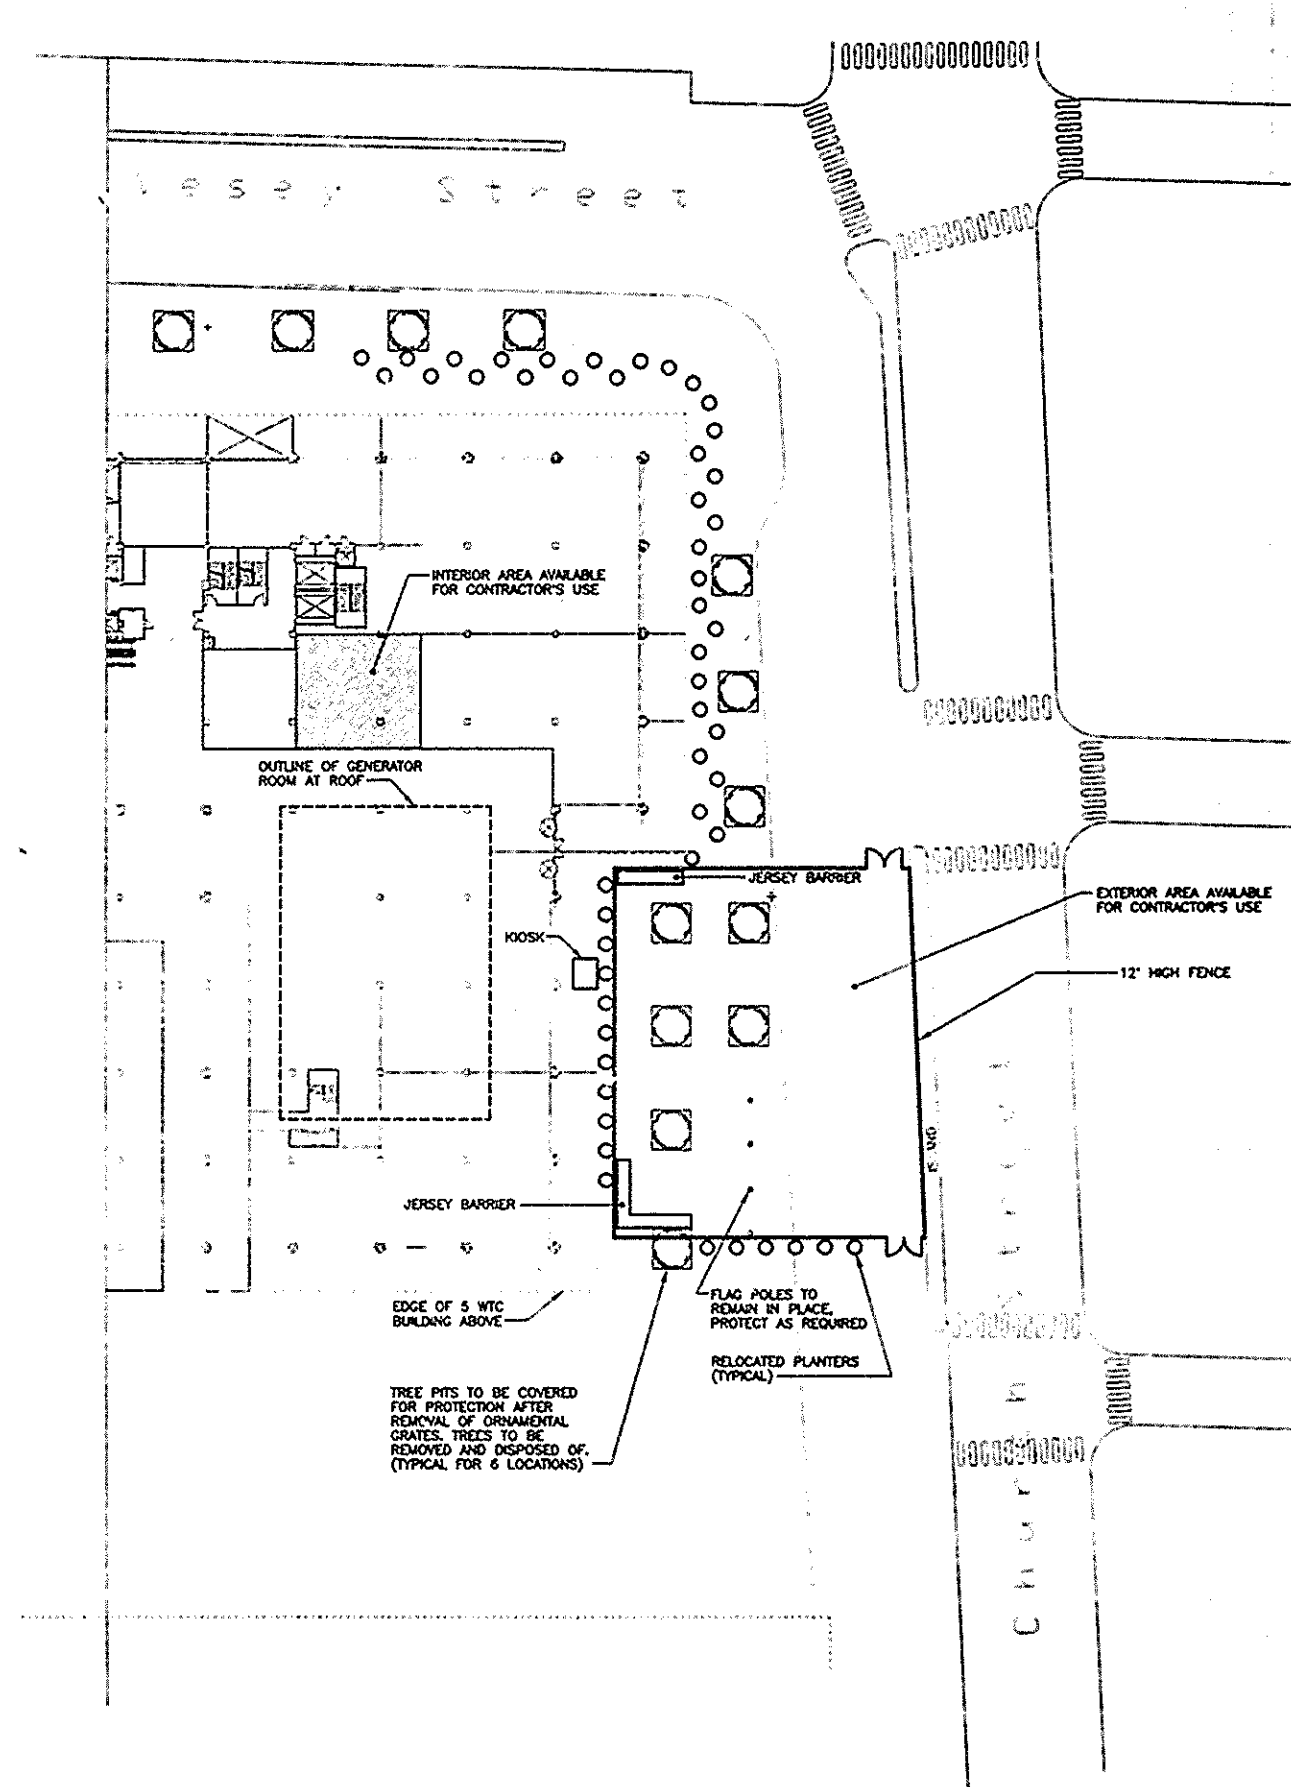 Vesey Street
INTERIOR AREA AVAILABLE
FOR CONTRACTOR'S USE
OUTLINE OF GENERATOR
ROOM AT ROOF
JERSEY BARRIER
EXTERIOR AREA AVAILABLE
FOR CONTRACTOR'S USE
KIOSK
12" HIGH FENCE
ISLAND
JERSEY BARRIER
FLAG POLES TO
REMAIN IN PLACE,
PROTECT AS REQUIRED
EDGE OF 5 WTC
BUILDING ABOVE
RELOCATED PLANTERS
(TYPICAL)
TREE PITS TO BE COVERED
FOR PROTECTION AFTER
REMOVAL OF ORNAMENTAL
GRATES. TREES TO BE
REMOVED AND DISPOSED OF.
(TYPICAL FOR 6 LOCATIONS)
Church Street